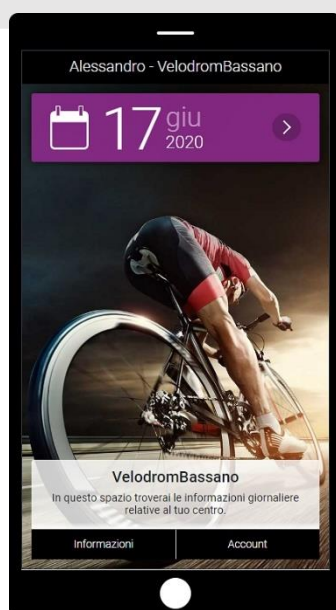 Alessandro - VelodromBassano
17 giu
2020
VelodromBassano
In questo spazio troverai le informazioni giornaliere
relative al tuo centro.
Informazioni
Account